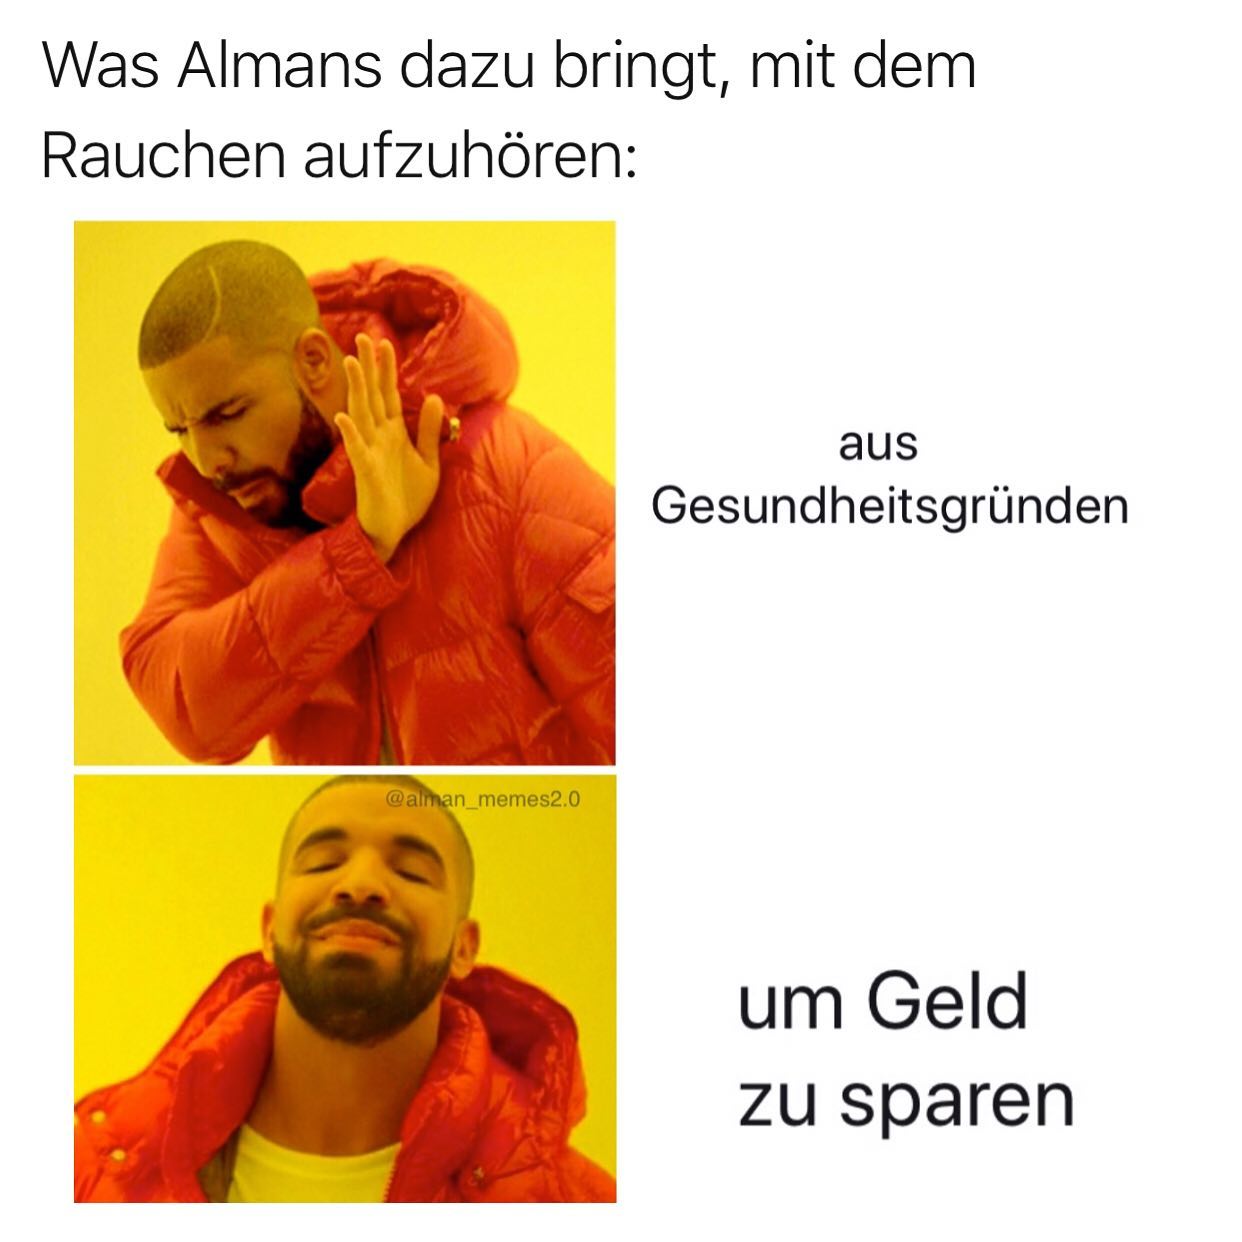 Was Almans dazu bringt, mit dem
Rauchen aufzuhören:
aus
Gesundheitsgründen
@alman_memes2.0
um Geld
zu sparen